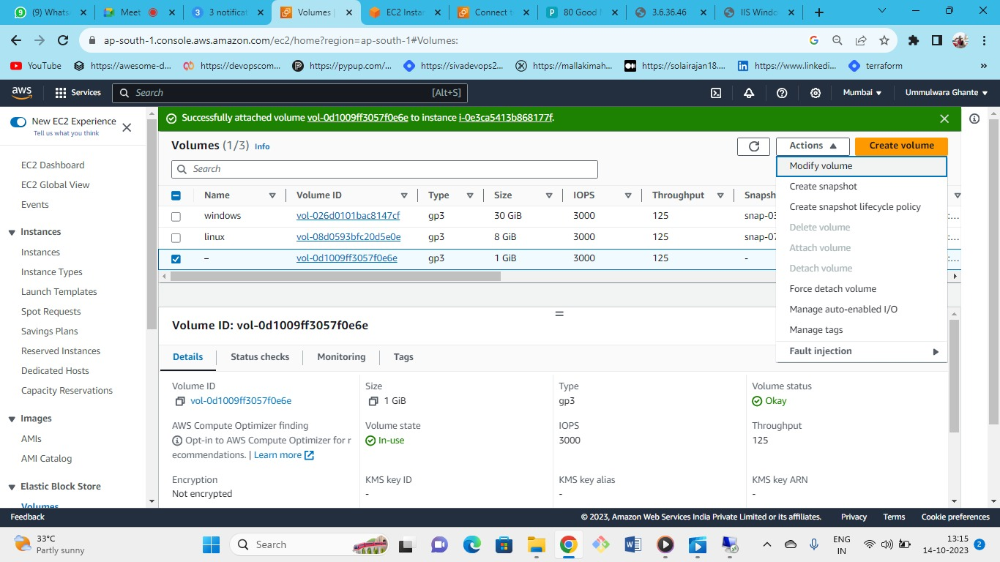 (9) Whats
Meet
3 notificat
Volumes |
EC2 Instan
Connect t
80 Good
3.6.36.46
IIS Windo
ap-south-1.console.aws.amazon.com/ec2/home?region=ap-south-1#Volumes:
YouTube
https://awesome-d...
https://devopscom...
https://pypup.com/...
https://sivadevops2...
https://mallakimah...
https://solairajan18....
https://www.linkedi...
terraform
aws
Services
Search
[Alt+S]
Mumbai
Ummulwara Ghante
New EC2 Experience
Tell us what you think
Successfully attached volume vol-0d1009ff3057f0e6e to instance i-0e3ca5413b868177f.
Volumes (1/3) Info
Actions
Create volume
Search
Modify volume
Create snapshot
Create snapshot lifecycle policy
Delete volume
Attach volume
Detach volume
Force detach volume
Manage auto-enabled I/O
Manage tags
Fault injection
Name
Volume ID
Type
Size
IOPS
Throughput
Snapsh
windows
vol-026d0101bac8147cf
gp3
30 GiB
3000
125
snap-03
:...
linux
vol-08d0593bfc20d5e0e
gp3
8 GiB
3000
125
snap-07
:...
–
vol-0d1009ff3057f0e6e
gp3
1 GiB
3000
125
-
:...
EC2 Dashboard
EC2 Global View
Events
Instances
Instances
Instance Types
Launch Templates
Spot Requests
Savings Plans
Reserved Instances
Dedicated Hosts
Capacity Reservations
Images
AMIs
AMI Catalog
Elastic Block Store
Volumes
Volume ID: vol-0d1009ff3057f0e6e
Details
Status checks
Monitoring
Tags
Volume ID
vol-0d1009ff3057f0e6e
Size
1 GiB
Type
gp3
Volume status
Okay
AWS Compute Optimizer finding
Opt-in to AWS Compute Optimizer for r
ecommendations. | Learn more
Volume state
In-use
IOPS
3000
Throughput
125
Encryption
Not encrypted
KMS key ID
-
KMS key alias
-
KMS key ARN
-
Feedback
© 2023, Amazon Web Services India Private Limited or its affiliates.
Privacy
Terms
Cookie preferences
33°C
Partly sunny
Search
ENG
IN
13:15
14-10-2023
2